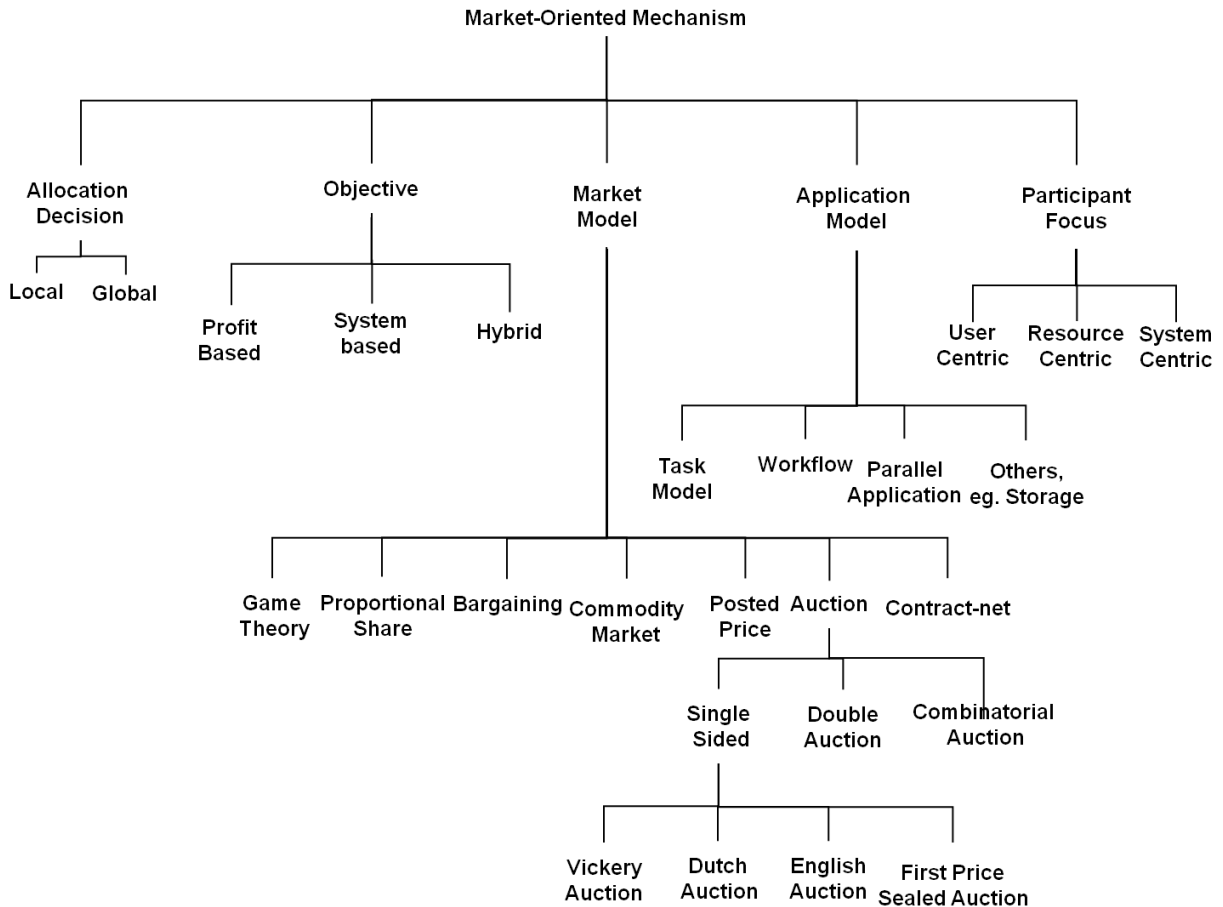 Market-Oriented Mechanism
Allocation
Decision
Objective
Market
Model
Application
Model
Participant
Focus
Local
Global
Profit
Based
System
based
Hybrid
User
Centric
Resource
Centric
System
Centric
Task
Model
Workflow
Parallel
Application
Others,
eg. Storage
Game
Theory
Proportional
Share
Bargaining
Commodity
Market
Posted
Price
Auction
Contract-net
Single
Sided
Double
Auction
Combinatorial
Auction
Vickery
Auction
Dutch
Auction
English
Auction
First Price
Sealed Auction